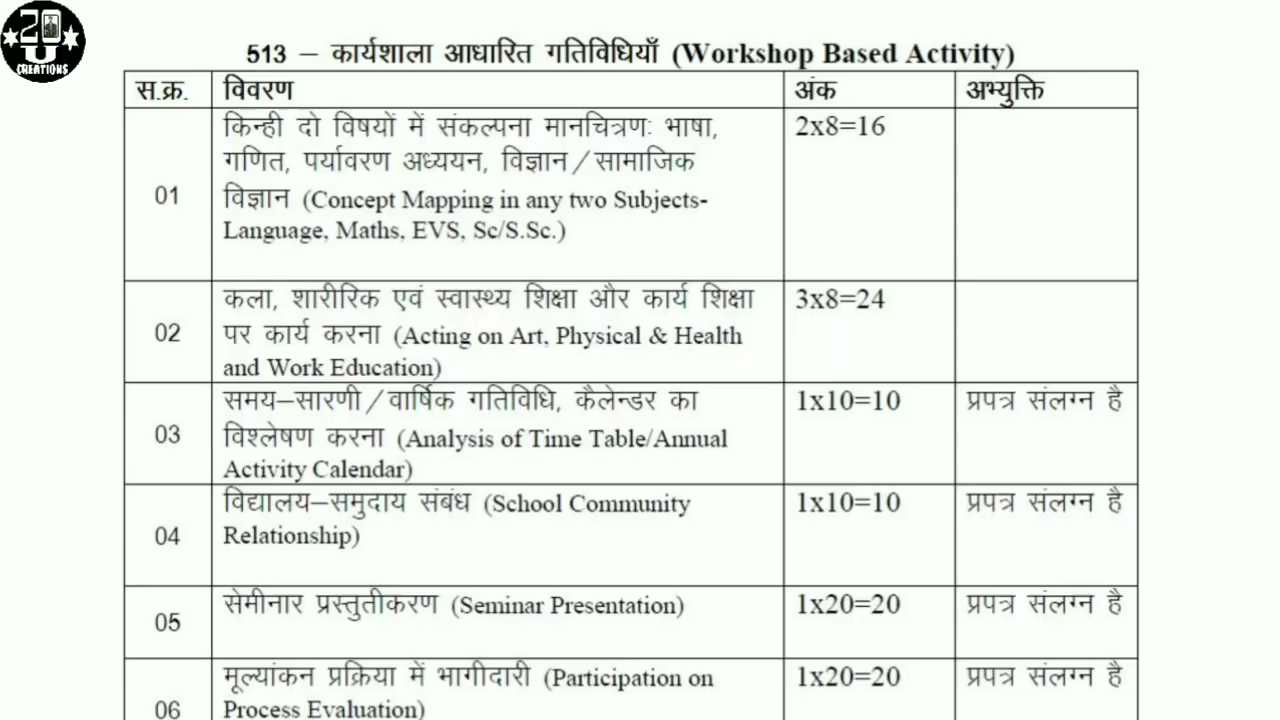 20
U
CREATIONS
513 – कार्यशाला आधारित गतिविधियाँ (Workshop Based Activity)
स.क्र. विवरण अंक अभ्युक्ति
01 किन्ही दो विषयों में संकल्पना मानचित्रणः भाषा, 2x8=16
गणित, पर्यावरण अध्ययन, विज्ञान/सामाजिक
विज्ञान (Concept Mapping in any two Subjects-
Language, Maths, EVS, Sc/S.Sc.)
02 कला, शारीरिक एवं स्वास्थ्य शिक्षा और कार्य शिक्षा 3x8=24
पर कार्य करना (Acting on Art, Physical & Health
and Work Education)
03 समय–सारणी/वार्षिक गतिविधि, कैलेन्डर का 1x10=10 प्रपत्र संलग्न है
विश्लेषण करना (Analysis of Time Table/Annual
Activity Calendar)
04 विद्यालय–समुदाय संबंध (School Community 1x10=10 प्रपत्र संलग्न है
Relationship)
05 सेमीनार प्रस्तुतीकरण (Seminar Presentation) 1x20=20 प्रपत्र संलग्न है
06 मूल्यांकन प्रक्रिया में भागीदारी (Participation on 1x20=20 प्रपत्र संलग्न है
Process Evaluation)